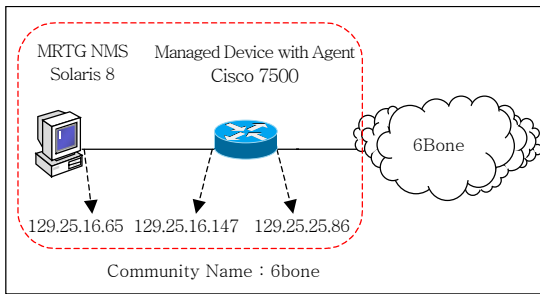 MRTG NMS
Solaris 8
Managed Device with Agent
Cisco 7500
6Bone
129.25.16.65
129.25.16.147
129.25.25.86
Community Name : 6bone